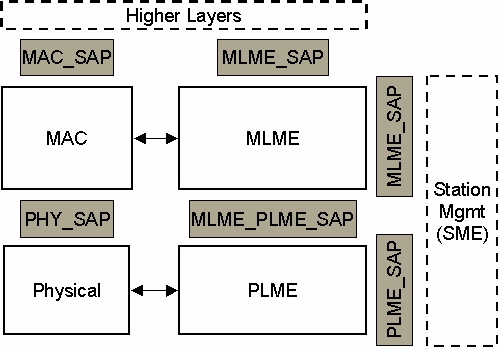 Higher Layers
MAC_SAP
MLME_SAP
MAC
MLME
MLME_SAP
Station
Mgmt
(SME)
PHY_SAP
MLME_PLME_SAP
Physical
PLME
PLME_SAP